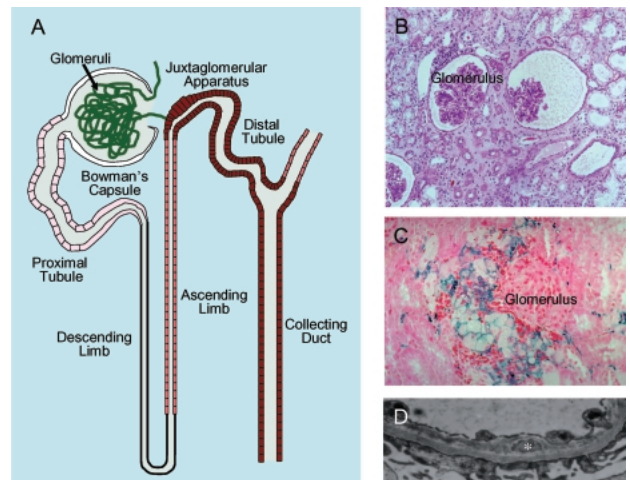 A
Glomeruli
Juxtaglomerular
Apparatus
Distal
Tubule
Bowman's
Capsule
Proximal
Tubule
Ascending
Limb
Descending
Limb
Collecting
Duct
B
Glomerulus
C
Glomerulus
D
*